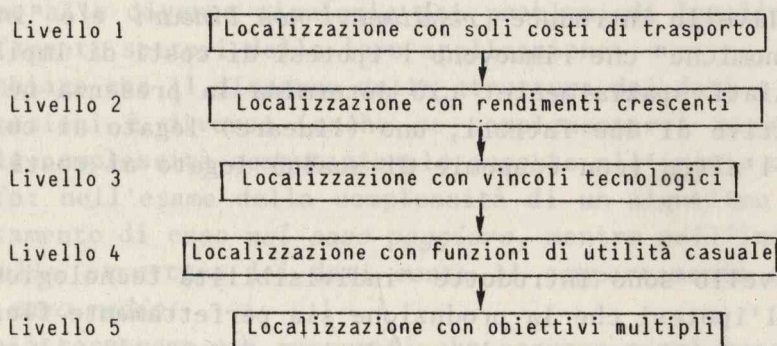 Livello 1 Localizzazione con soli costi di trasporto
Livello 2 Localizzazione con rendimenti crescenti
Livello 3 Localizzazione con vincoli tecnologici
Livello 4 Localizzazione con funzioni di utilità casuale
Livello 5 Localizzazione con obiettivi multipli